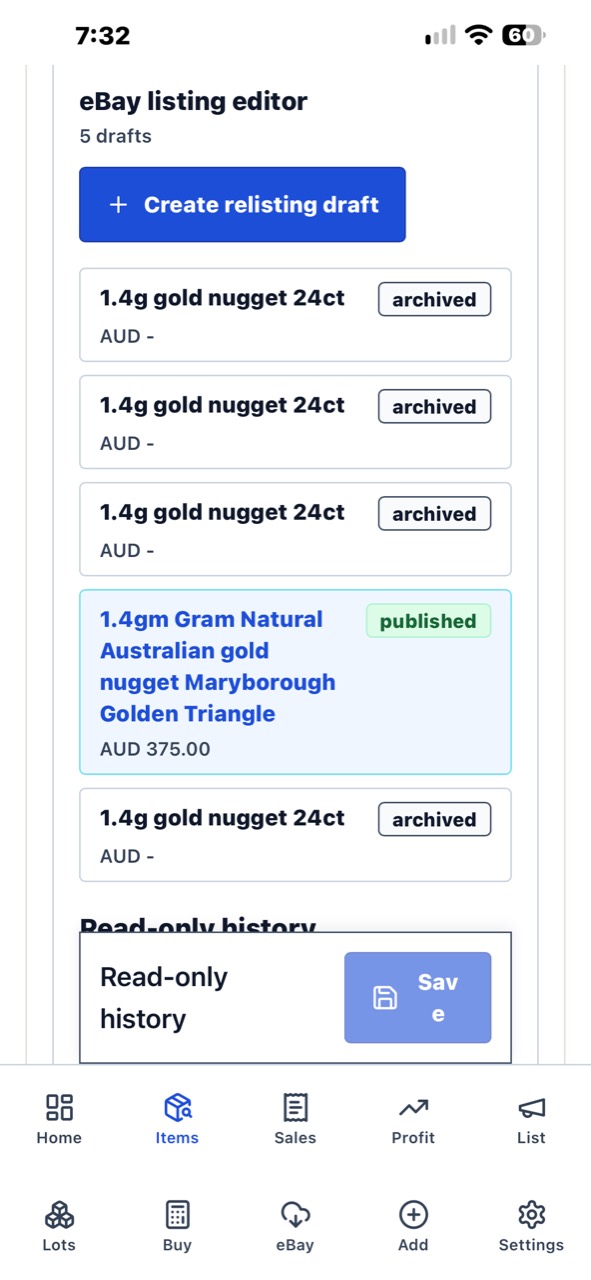 7:32
60
eBay listing editor
5 drafts
+ Create relisting draft
1.4g gold nugget 24ct
archived
AUD -
1.4g gold nugget 24ct
archived
AUD -
1.4g gold nugget 24ct
archived
AUD -
1.4gm Gram Natural
published
Australian gold
nugget Maryborough
Golden Triangle
AUD 375.00
1.4g gold nugget 24ct
archived
AUD -
Read-only history
Read-only
history
Sav
e
Home
Items
Sales
Profit
List
Lots
Buy
eBay
Add
Settings